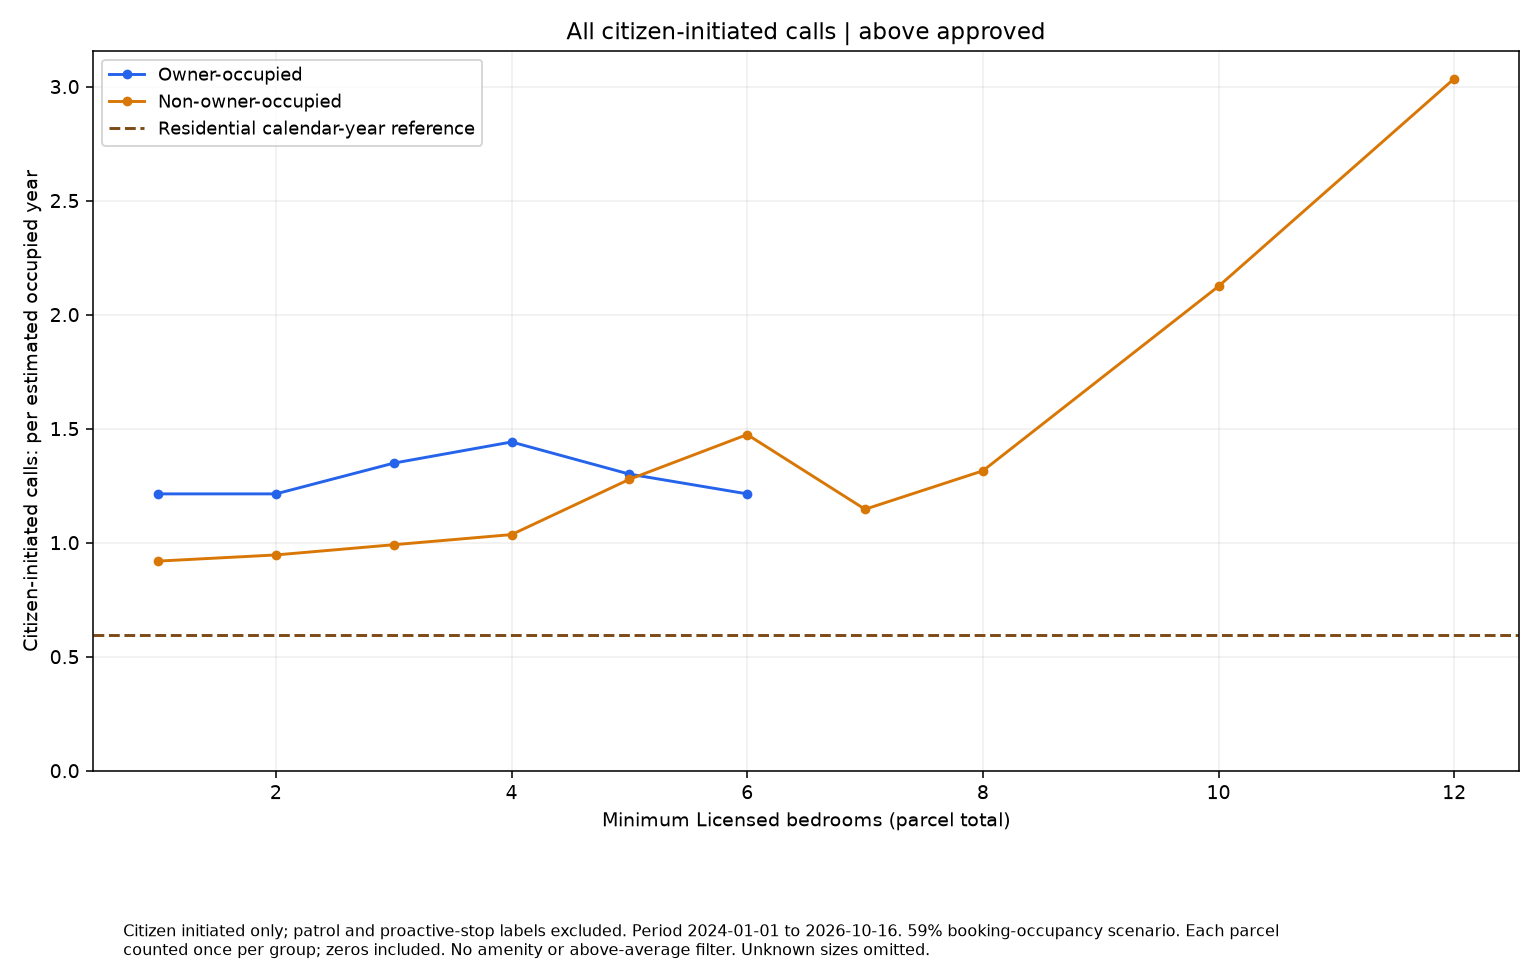 All citizen-initiated calls | above approved
Owner-occupied
Non-owner-occupied
Residential calendar-year reference
Citizen-initiated calls: per estimated occupied year
3.0
2.5
2.0
1.5
1.0
0.5
0.0
2 4 6 8 10 12
Minimum Licensed bedrooms (parcel total)
Citizen initiated only; patrol and proactive-stop labels excluded. Period 2024-01-01 to 2026-10-16. 59% booking-occupancy scenario. Each parcel
counted once per group; zeros included. No amenity or above-average filter. Unknown sizes omitted.